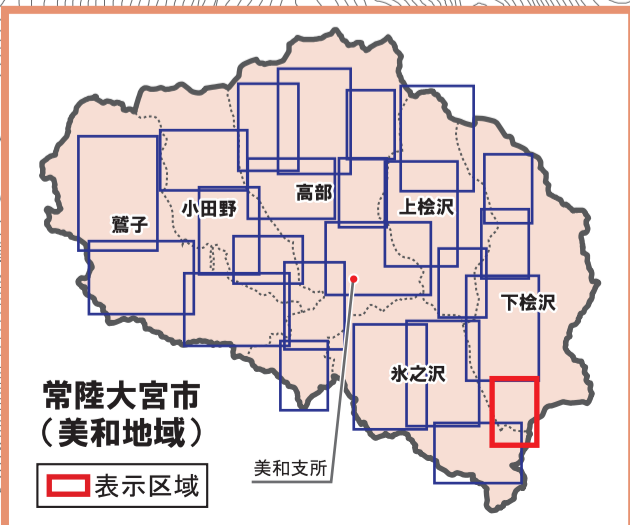 高部
上桧沢
小田野
鷲子
下桧沢
氷之沢
常陸大宮市
（美和地域）
美和支所
表示区域